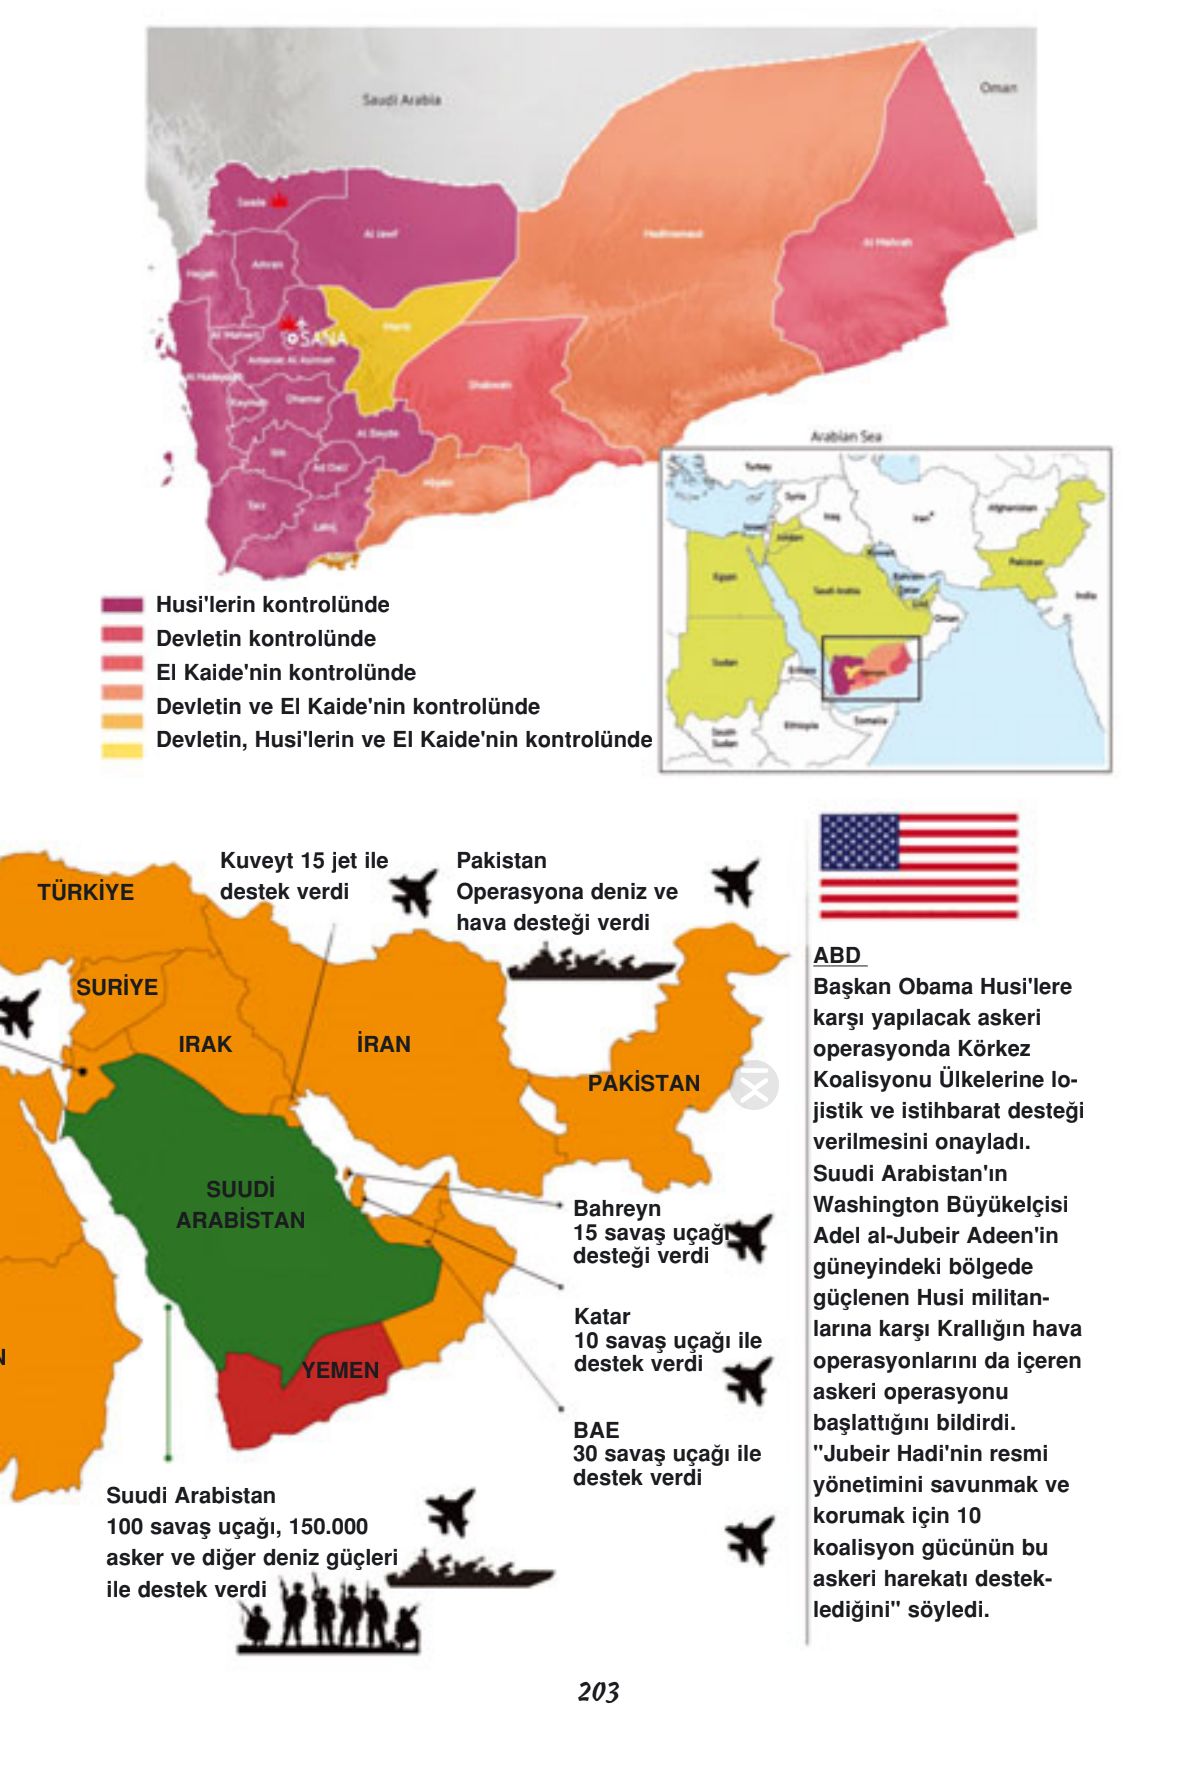 Saudi Arabia
Oman
Saada
Al Jawf
Hadhramaut
Al Mahrah
Hajjah
Amran
Marib
Al Mahwit
SANA
Amanat Al Asimah
Al Hudaydah
Raymah
Dhamar
Shabwah
Al Bayda
Ibb
Ad Dali'
Abyan
Taiz
Lahij
Arabian Sea
Turkey
Syria
Iraq
Iran
Afghanistan
Israel
Jordan
Kuwait
Pakistan
Egypt
Bahrain
Qatar
Saudi Arabia
UAE
India
Oman
Sudan
Eritrea
Yemen
South
Sudan
Ethiopia
Somalia
Husi'lerin kontrolünde
Devletin kontrolünde
El Kaide'nin kontrolünde
Devletin ve El Kaide'nin kontrolünde
Devletin, Husi'lerin ve El Kaide'nin kontrolünde
Kuveyt 15 jet ile
destek verdi
Pakistan
Operasyona deniz ve
hava desteği verdi
TÜRKİYE
SURİYE
IRAK
İRAN
PAKİSTAN
SUUDİ
ARABİSTAN
YEMEN
N
Bahreyn
15 savaş uçağı
desteği verdi
Katar
10 savaş uçağı ile
destek verdi
BAE
30 savaş uçağı ile
destek verdi
Suudi Arabistan
100 savaş uçağı, 150.000
asker ve diğer deniz güçleri
ile destek verdi
ABD
Başkan Obama Husi'lere
karşı yapılacak askeri
operasyonda Körkez
Koalisyonu Ülkelerine lo-
jistik ve istihbarat desteği
verilmesini onayladı.
Suudi Arabistan'ın
Washington Büyükelçisi
Adel al-Jubeir Adeen'in
güneyindeki bölgede
güçlenen Husi militan-
larına karşı Krallığın hava
operasyonlarını da içeren
askeri operasyonu
başlattığını bildirdi.
"Jubeir Hadi'nin resmi
yönetimini savunmak ve
korumak için 10
koalisyon gücünün bu
askeri harekatı destek-
lediğini" söyledi.
203